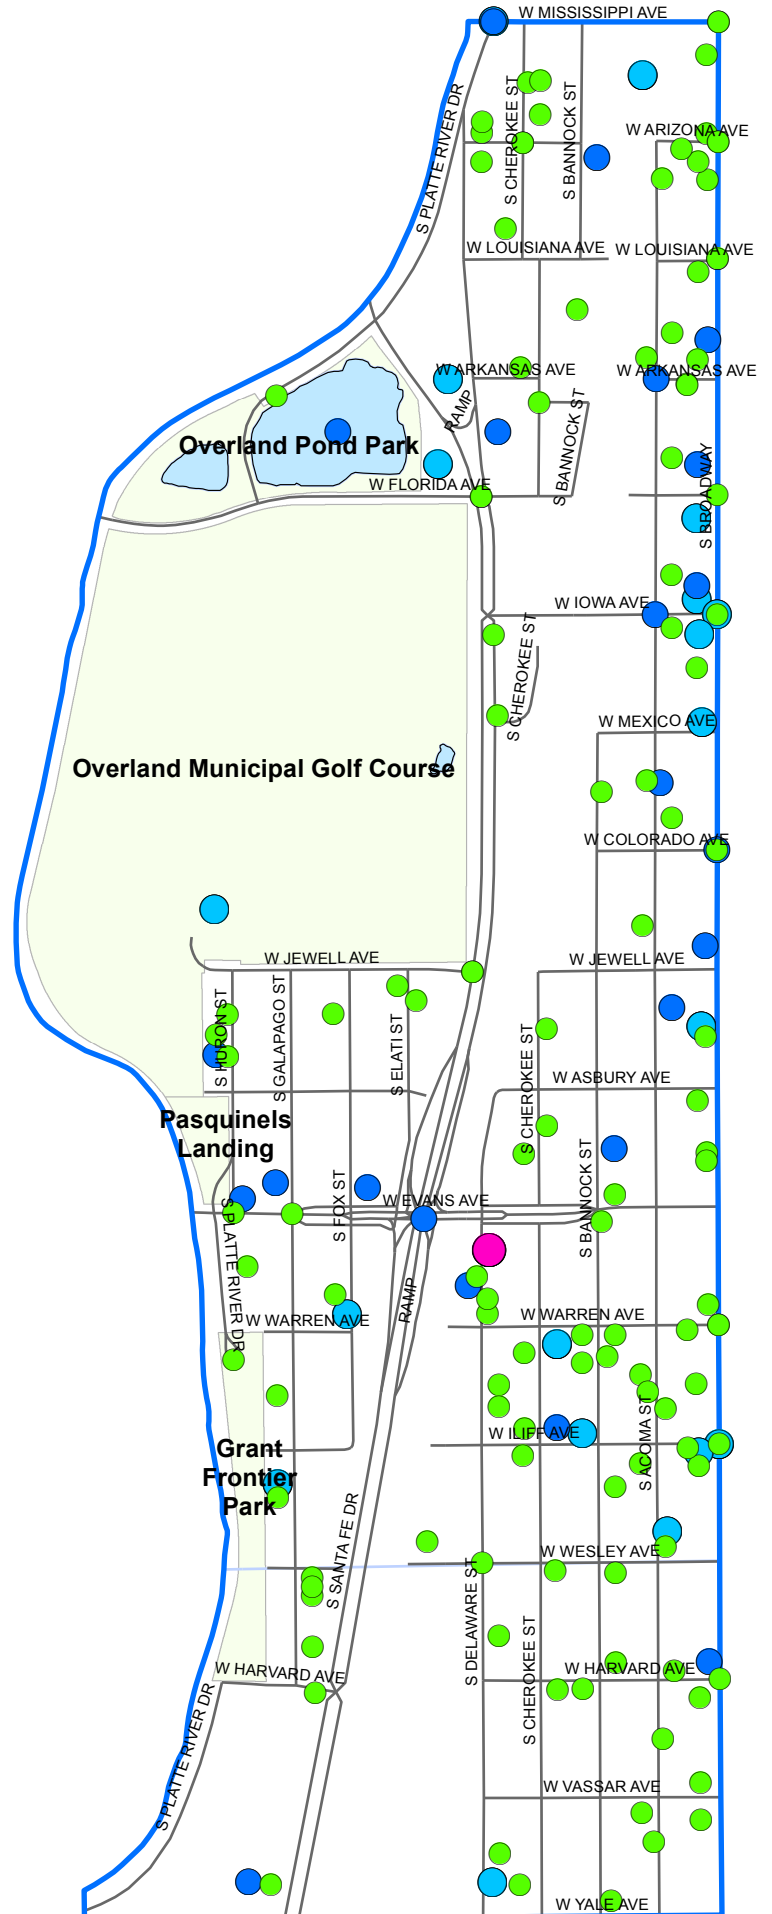 W MISSISSIPPI AVE
S PLATTE RIVER DR
S CHEROKEE ST
S BANNOCK ST
W ARIZONA AVE
W LOUISIANA AVE
W LOUISIANA AVE
W ARKANSAS AVE
W ARKANSAS AVE
RAMP
S BANNOCK ST
Overland Pond Park
W FLORIDA AVE
S BROADWAY
W IOWA AVE
S CHEROKEE ST
W MEXICO AVE
Overland Municipal Golf Course
W COLORADO AVE
W JEWELL AVE
W JEWELL AVE
S HURON ST
S GALAPAGO ST
S ELATI ST
S CHEROKEE ST
W ASBURY AVE
Pasquinels
Landing
S FOX ST
W EVANS AVE
S BANNOCK ST
S PLATTE RIVER DR
RAMP
W WARREN AVE
W WARREN AVE
S ACOMA ST
W ILIFF AVE
Grant
Frontier
Park
S SANTA FE DR
W WESLEY AVE
S DELAWARE ST
S CHEROKEE ST
W HARVARD AVE
W HARVARD AVE
S PLATTE RIVER DR
W VASSAR AVE
W YALE AVE